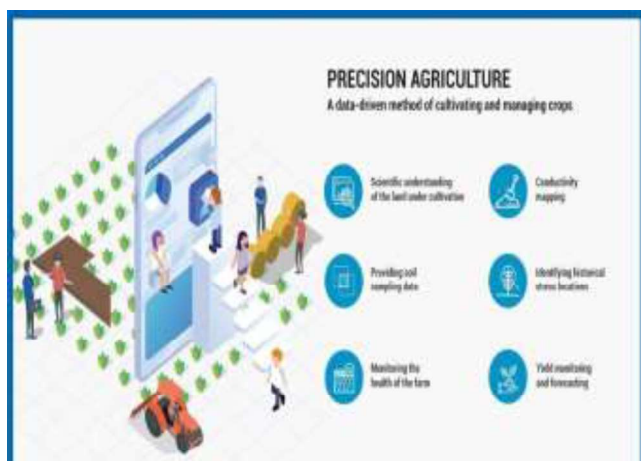 PRECISION AGRICULTURE
A data-driven method of cultivating and managing crops
Scientific understanding
of the land under cultivation
Conductivity
mapping
Providing soil
sampling data
Identifying historical
stress locations
Monitoring the
health of the farm
Yield monitoring
and forecasting